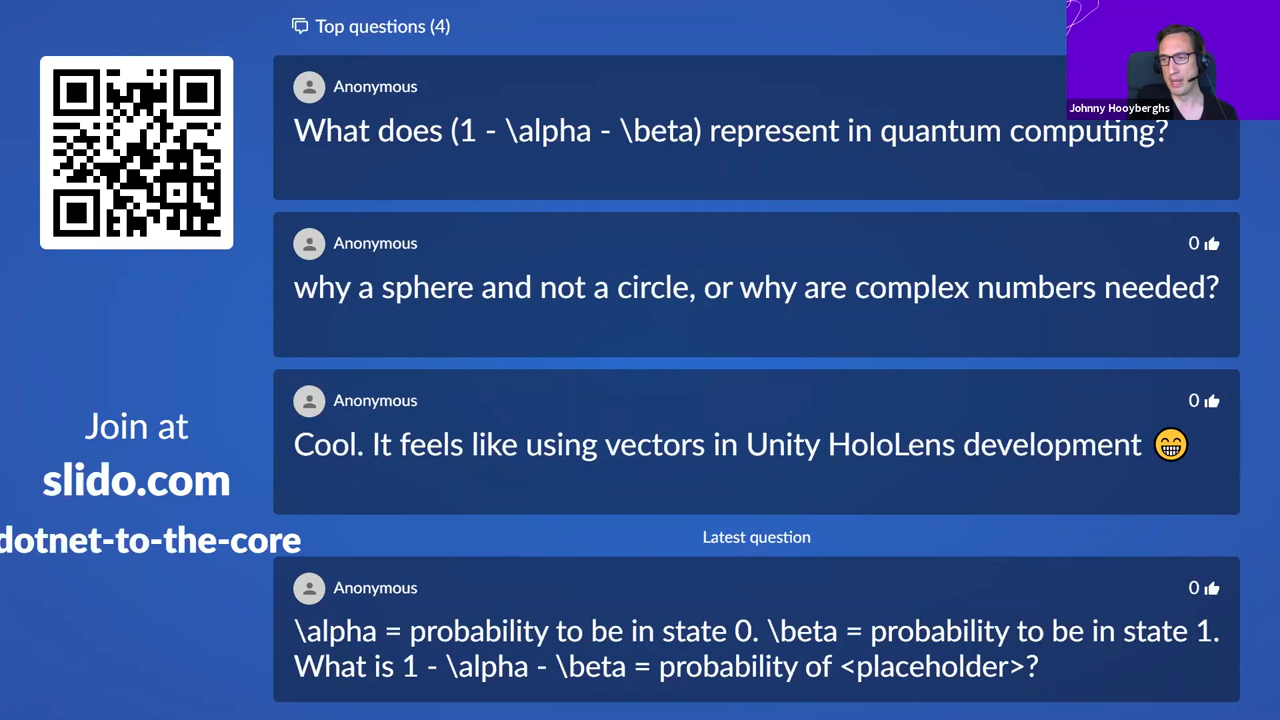 Top questions (4)
Johnny Hooyberghs
Anonymous
What does (1 - \alpha - \beta) represent in quantum computing?
Anonymous
0
why a sphere and not a circle, or why are complex numbers needed?
Anonymous
0
Cool. It feels like using vectors in Unity HoloLens development 😁
Join at
slido.com
dotnet-to-the-core
Latest question
Anonymous
0
\alpha = probability to be in state 0. \beta = probability to be in state 1.
What is 1 - \alpha - \beta = probability of <placeholder>?